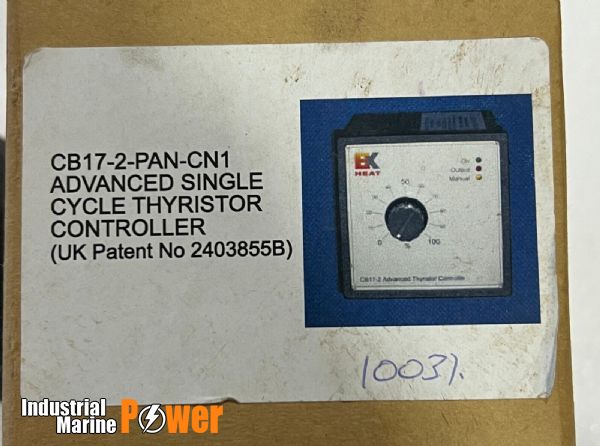 CB17-2-PAN-CN1
ADVANCED SINGLE
CYCLE THYRISTOR
CONTROLLER
(UK Patent No 2403855B)
EK
HEAT
On
Output
Manual
50
0 % 100
CB17-2 Advanced Thyristor Controller
Industrial
Marine Power